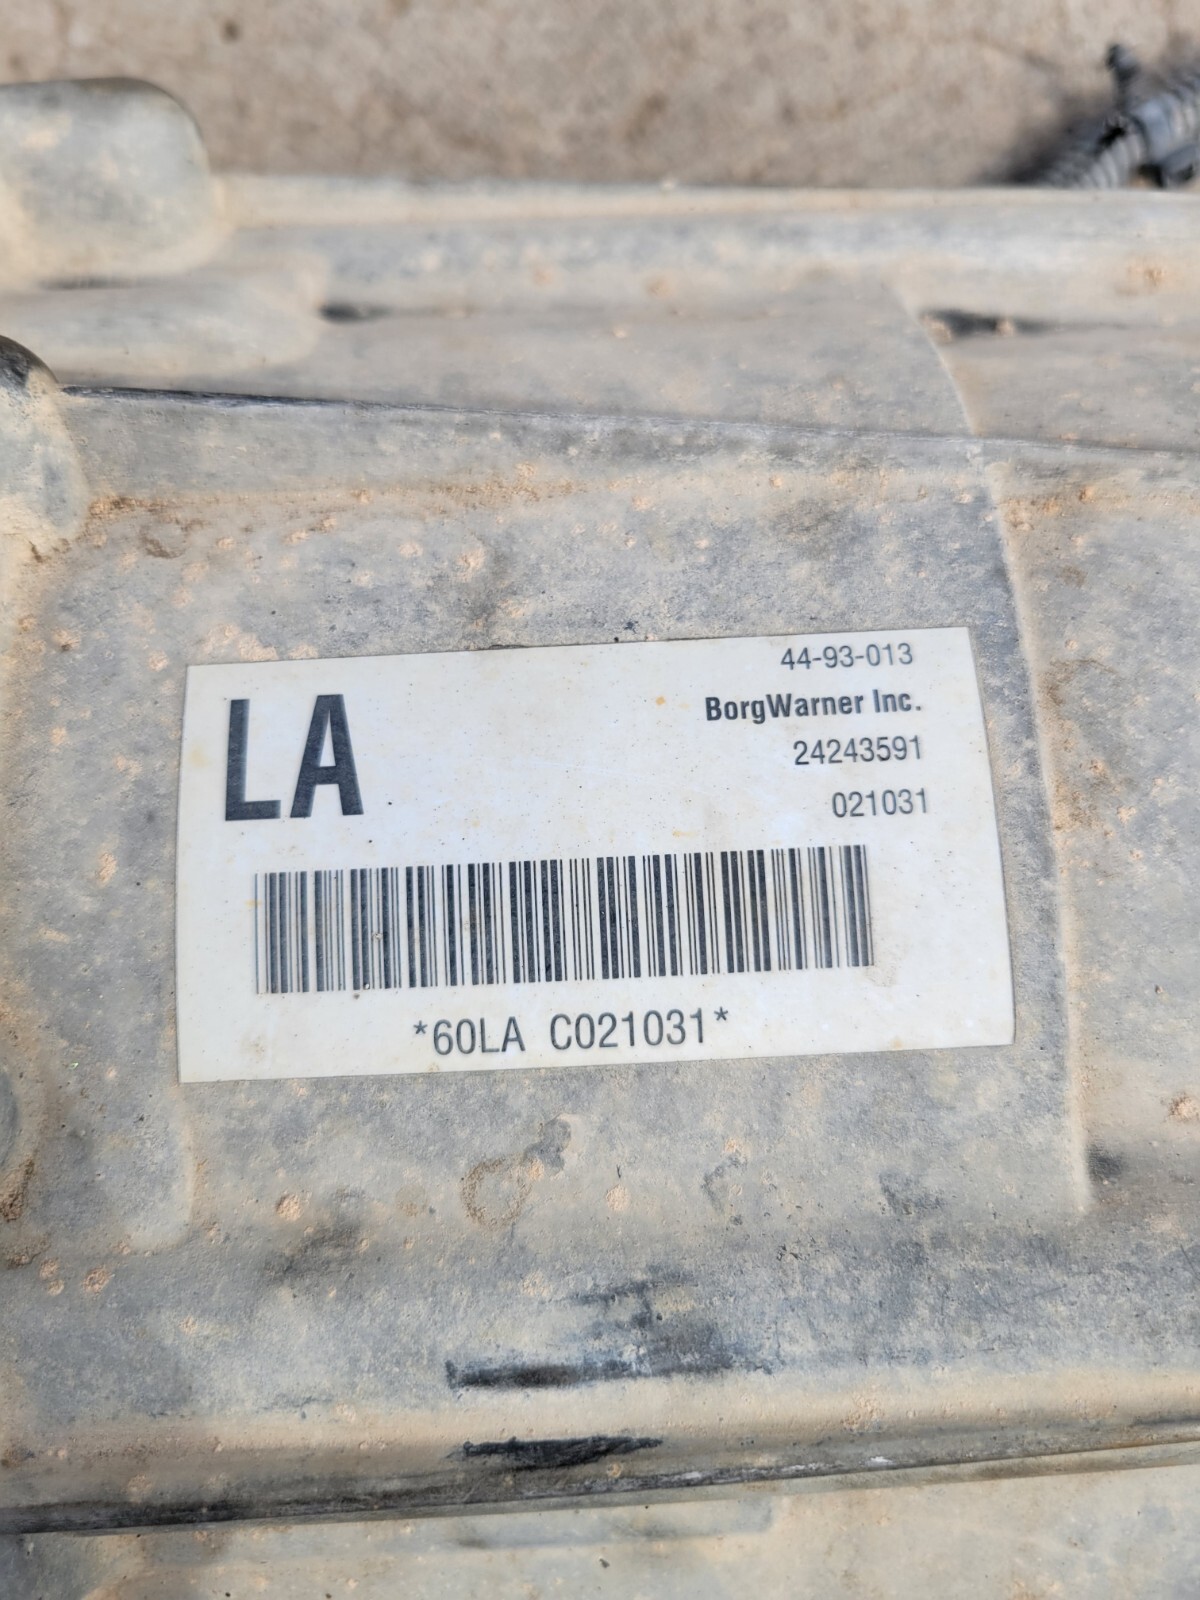 44-93-013
LA
BorgWarner Inc.
24243591
021031
*60LA C021031*